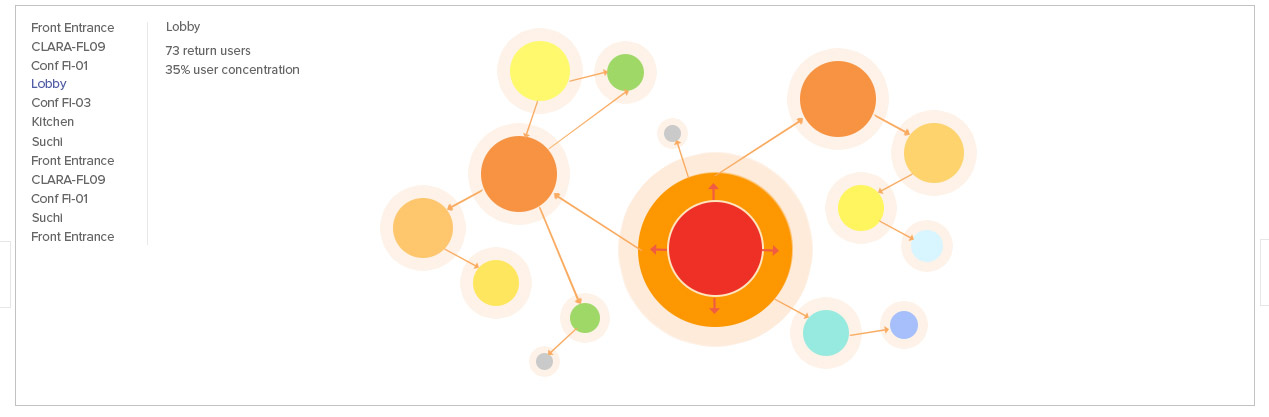 Front Entrance
CLARA-FL09
Conf Fl-01
Lobby
Conf Fl-03
Kitchen
Suchi
Front Entrance
CLARA-FL09
Conf Fl-01
Suchi
Front Entrance
Lobby
73 return users
35% user concentration